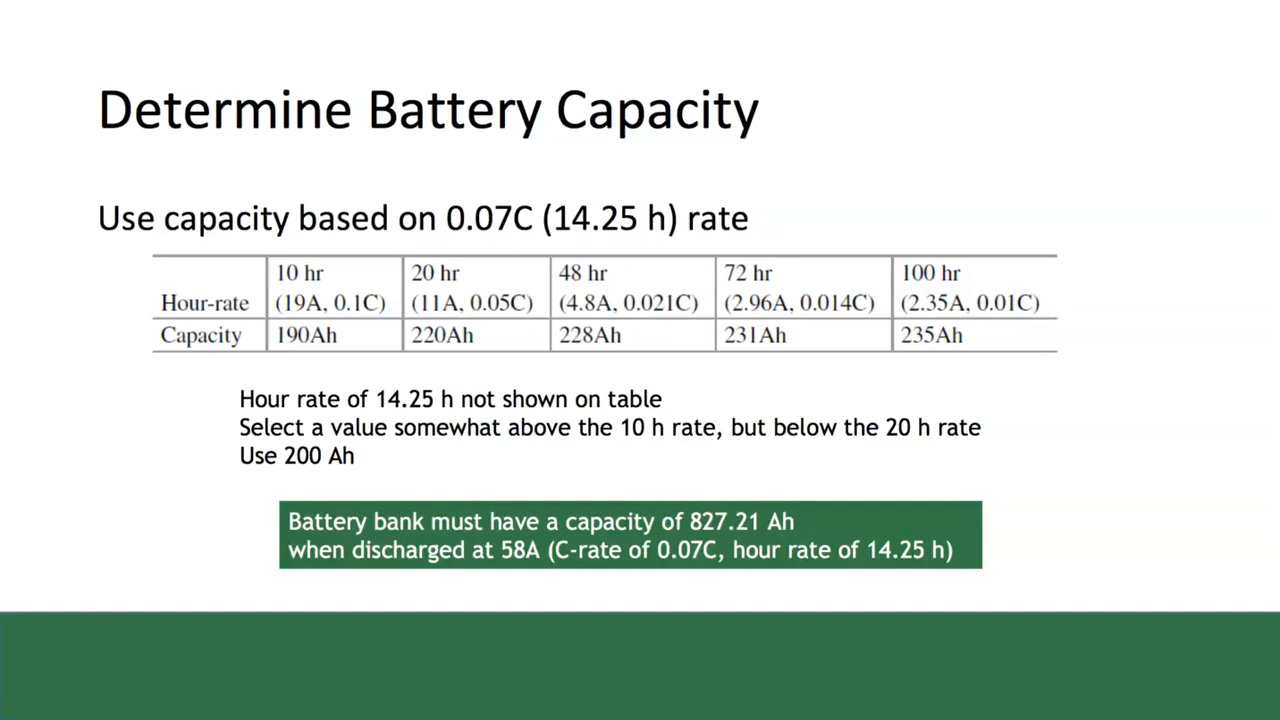 Determine Battery Capacity
Use capacity based on 0.07C (14.25 h) rate
10 hr 20 hr 48 hr 72 hr 100 hr
Hour-rate (19A, 0.1C) (11A, 0.05C) (4.8A, 0.021C) (2.96A, 0.014C) (2.35A, 0.01C)
Capacity 190Ah 220Ah 228Ah 231Ah 235Ah
Hour rate of 14.25 h not shown on table
Select a value somewhat above the 10 h rate, but below the 20 h rate
Use 200 Ah
Battery bank must have a capacity of 827.21 Ah
when discharged at 58A (C-rate of 0.07C, hour rate of 14.25 h)